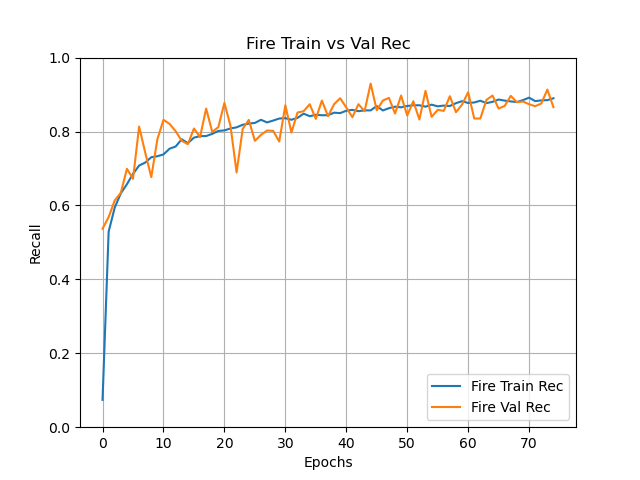 Fire Train vs Val Rec
1.0
0.8
0.6
0.4
0.2
0.0
Recall
0 10 20 30 40 50 60 70
Epochs
Fire Train Rec
Fire Val Rec